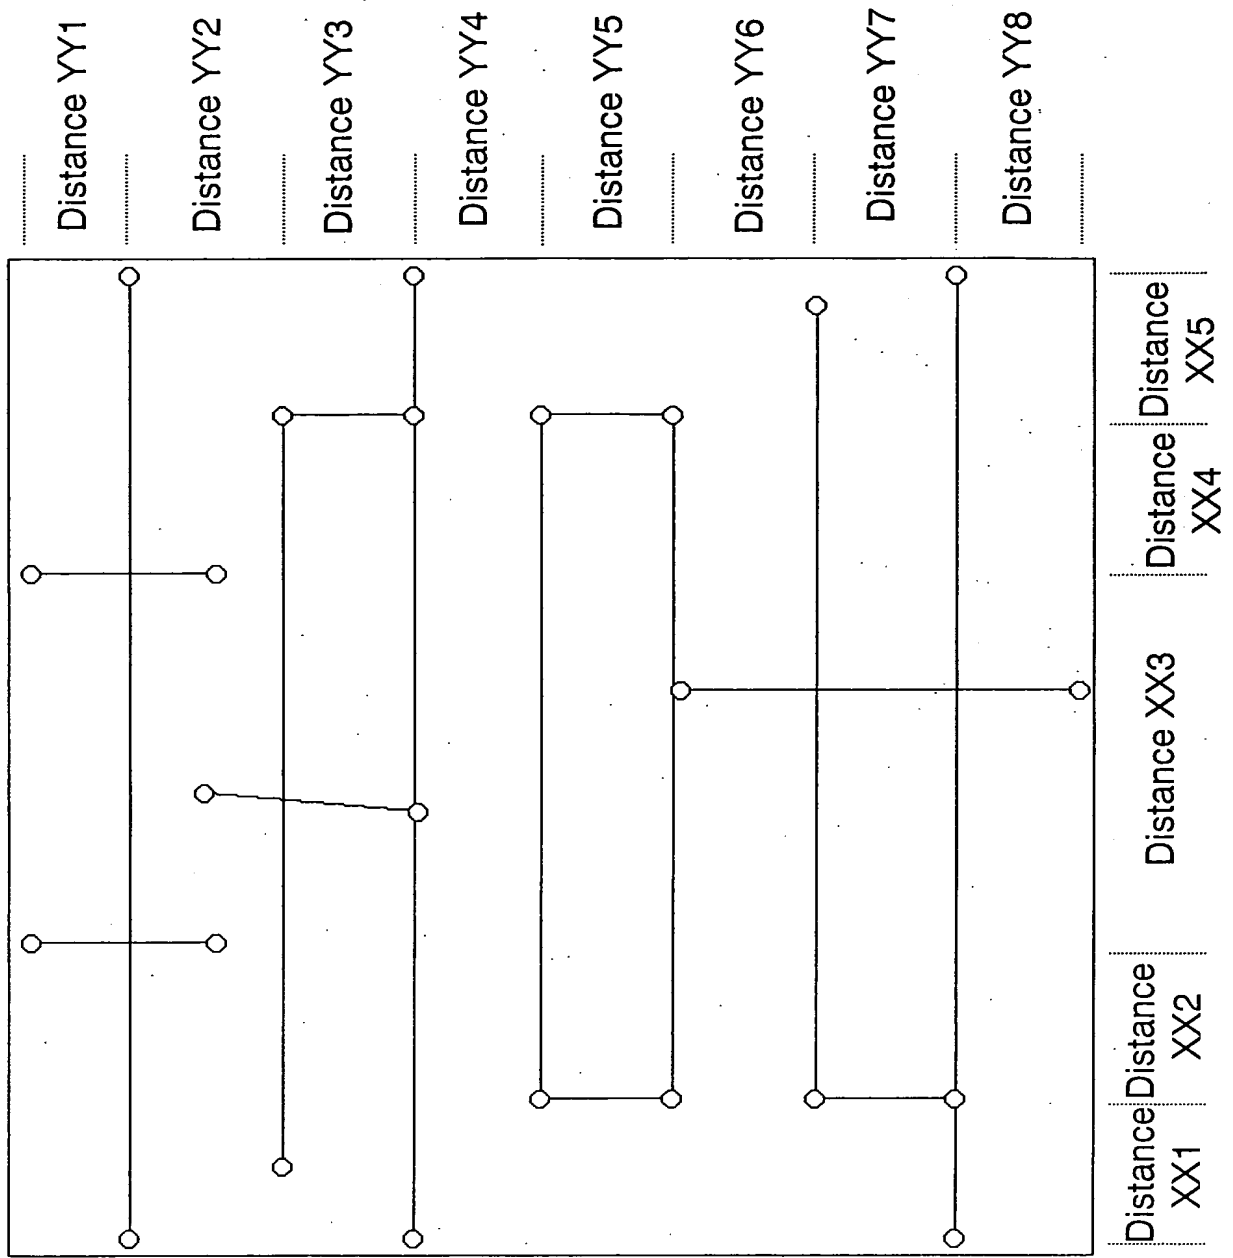 Distance YY1
Distance YY2
Distance YY3
Distance YY4
Distance YY5
Distance YY6
Distance YY7
Distance YY8
Distance
XX1
Distance
XX2
Distance XX3
Distance
XX4
Distance
XX5